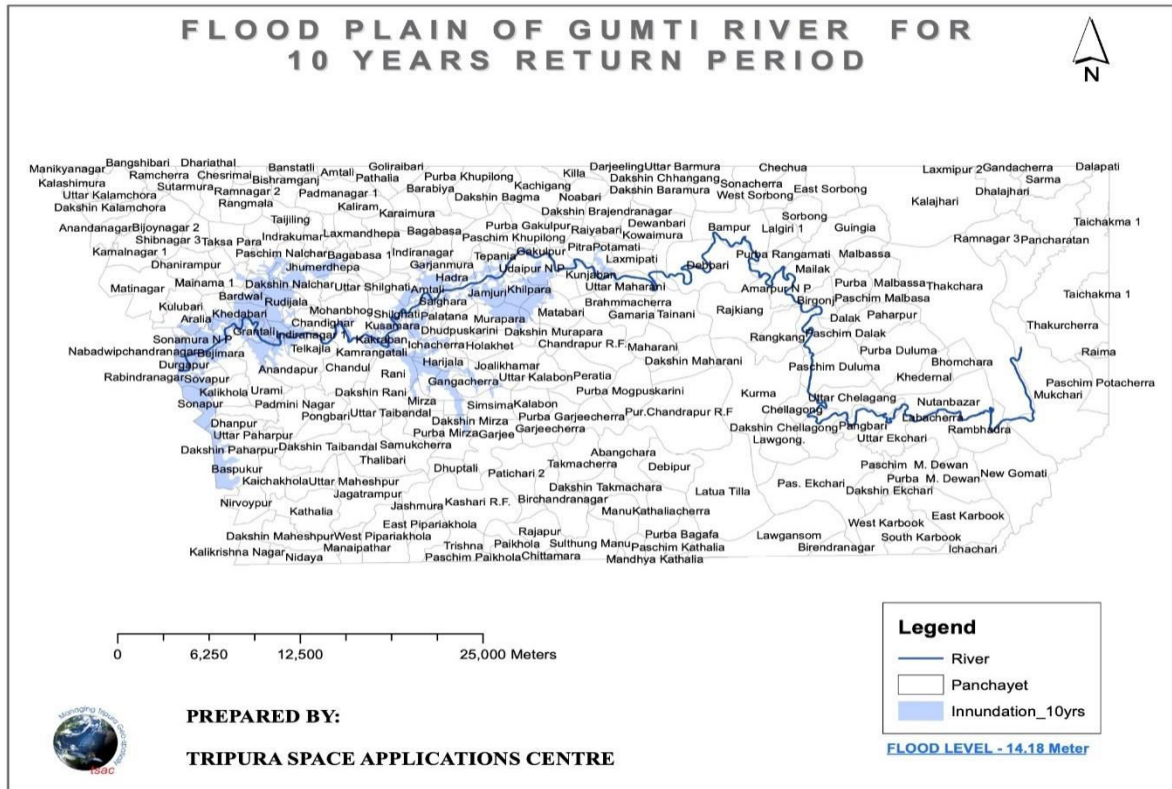 FLOOD PLAIN OF GUMTI RIVER FOR
10 YEARS RETURN PERIOD
N
Manikyanagar Bangshibari Dhariathal Banstatli Goliraibari Killa Darjeeling Uttar Barmura Chechua Laxmipur 2 Gandacherra Dalapati
Ramcherra Chesrimai Amtali Pathalia Purba Khupilong Kachigang Dakshin Chhangang Sonacherra Sarma
Kalashimura Sutarmura Bishramganj Barabiya Noabari Dakshin Baramura East Sorbong Dhalajhari
Uttar Kalamchora Ramnagar 2 Padmanagar 1 Dakshin Bagma West Sorbong Kalajhari
Dakshin Kalamchora Rangmala Kaliram Karaimura Dakshin Brajendranagar Sorbong
Anandanagar Bijoynagar 2 Taijiling Bagabasa Purba Gakulpur Raiyabari Dewanbari Bampur Lalgiri 1 Guingia Taichakma 1
Shibnagar 3 Taksa Para Indrakumar Laxmandhepa Paschim Khupilong Kowaimura Ramnagar 3 Pancharatan
Kamalnagar 1 Paschim Nalchar Bagabasa 1 Indiranagar Tepania Gakulpur Pitra Potamati Purba Rangamati Malbassa
Dhanirampur Jhumerdhepa Garjanmura Udaipur N P Laxmipati Debbari Mailak
Matinagar Mainama 1 Dakshin Nalchar Uttar Shilghati Hadra Kunjaban Uttar Maharani Amarpur N P Purba Malbassa Thakchara
Bardwal Rudijala Amtali Jamjuri Khilpara Brahmmacherra Birgonj Paschim Malbasa Taichakma 1
Kulubari Khedabari Mohanbhog Shilghati Salghara Palatana Murapara Matabari Gamaria Tainani Rajkiang Dalak Paharpur
Aralia Grantali Chandighar Kusamara Dhudpuskarini Dakshin Murapara Rangkang Paschim Dalak Thakurcherra
Sonamura N P Indiranagar 1 Kakraban Ichacherra Holakhet Chandrapur R.F. Maharani Purba Duluma Raima
Nabadwipchandranagar Bejimara Telkajla Kamrangatali Harijala Joalikhamar Dakshin Maharani Paschim Duluma Bhomchara
Durgapur Anandapur Chandul Rani Gangacherra Uttar Kalabon Peratia Khedernal Paschim Potacherra
Rabindranagar Sovapur Kalikhola Urami Dakshin Rani Mirza Purba Mogpuskarini Kurma Uttar Chelagang Nutanbazar Mukchari
Sonapur Padmini Nagar Simsima Kalabon Chellagong Labacherra
Pongbari Uttar Taibandal Dakshin Mirza Purba Garjeecherra Pur.Chandrapur R.F Dakshin Chellagong Pangbari Rambhadra
Dhanpur Uttar Paharpur Purba Mirza Garjee Garjeecherra Lawgong. Uttar Ekchari
Dakshin Paharpur Dakshin Taibandal Samukcherra Abangchara
Baspukur Thalibari Dhuptali Patichari 2 Takmacherra Debipur Paschim M. Dewan New Gomati
Kaichakhola Uttar Maheshpur Dakshin Takmachara Latua Tilla Pas. Ekchari Purba M. Dewan
Nirvoypur Jagatrampur Jashmura Kashari R.F. Birchandranagar Dakshin Ekchari
Kathalia Manu Kathaliacherra East Karbook
East Pipariakhola Rajapur West Karbook
Dakshin Maheshpur West Pipariakhola Trishna Paikhola Sulthung Manu Purba Bagafa Lawgansom South Karbook
Kalikrishna Nagar Manaipathar Paschim Kathalia Birendranagar Ichachari
Nidaya Paschim Paikhola Chittamara Mandhya Kathalia
0 6,250 12,500 25,000 Meters
Legend
River
Panchayet
Innundation_10yrs
FLOOD LEVEL - 14.18 Meter
PREPARED BY:
TRIPURA SPACE APPLICATIONS CENTRE
tsac